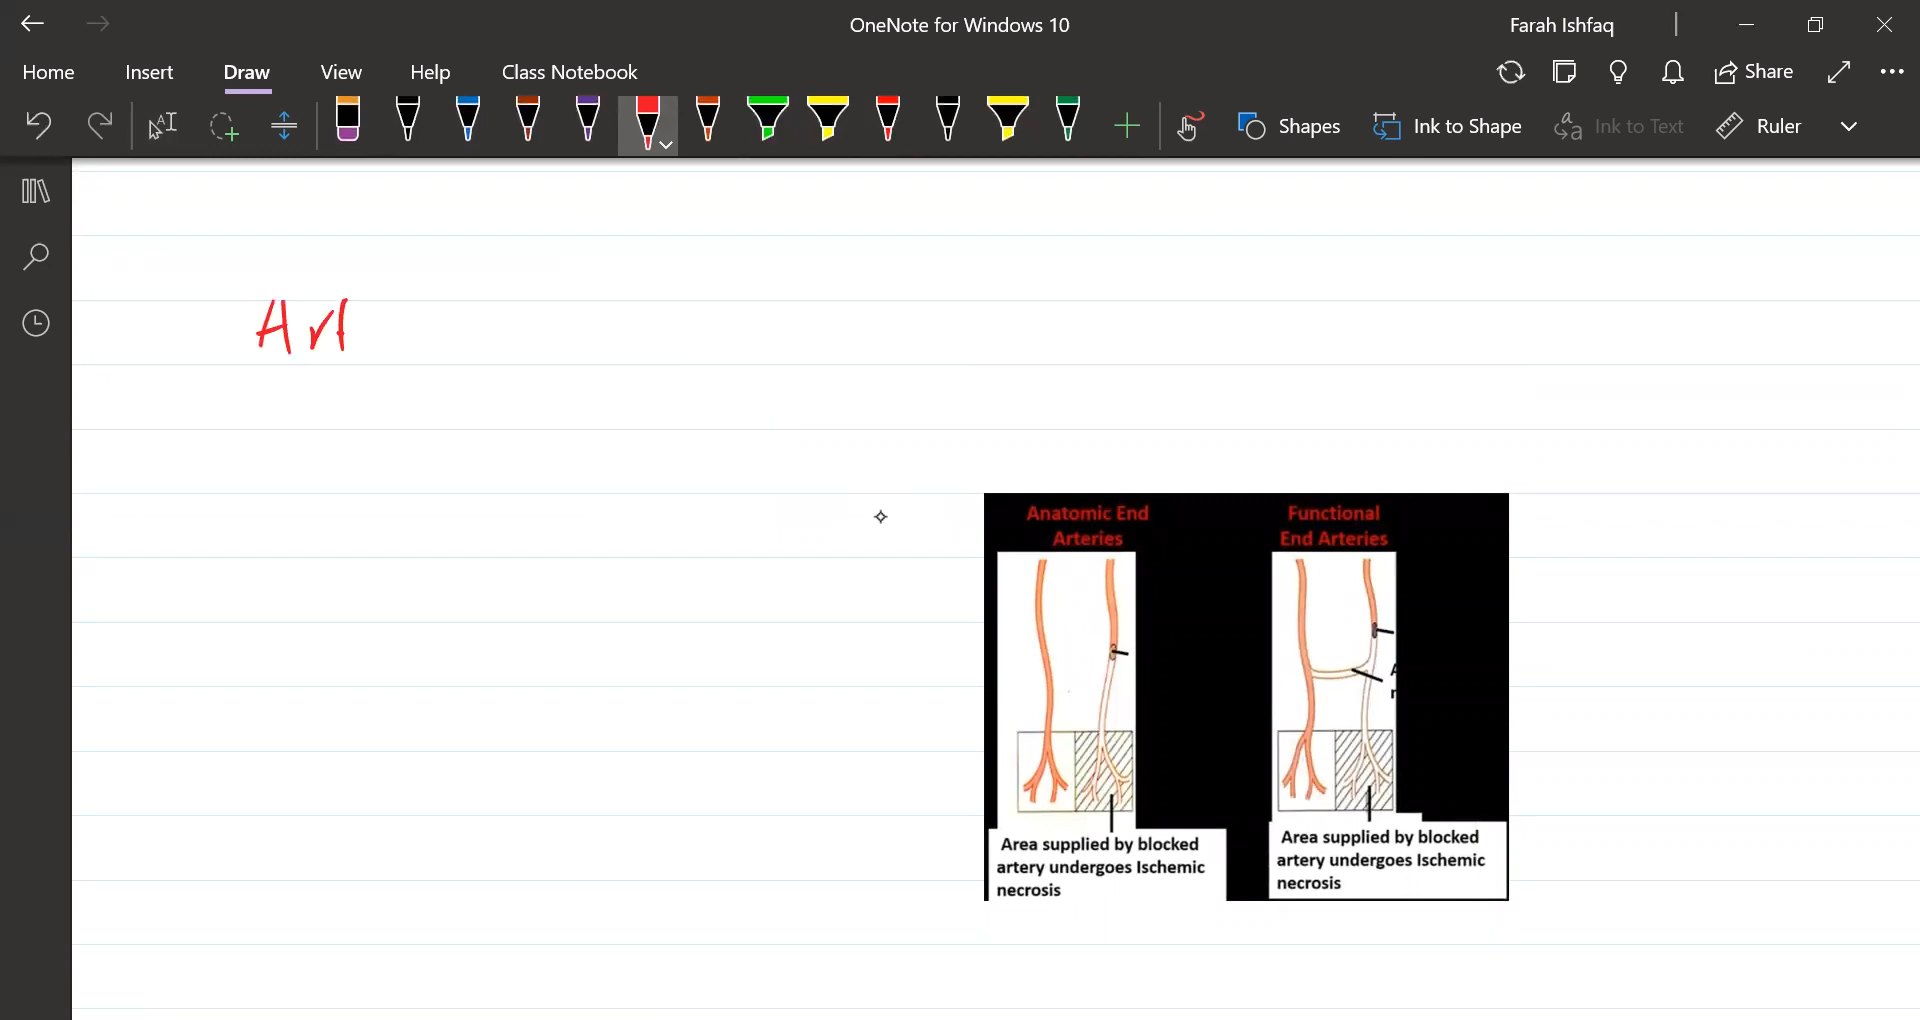 OneNote for Windows 10
Farah Ishfaq
Home Insert Draw View Help Class Notebook
Share
Shapes Ink to Shape Ink to Text Ruler
Anatomic End
Arteries
Functional
End Arteries
Area supplied by blocked
artery undergoes Ischemic
necrosis
Area supplied by blocked
artery undergoes Ischemic
necrosis